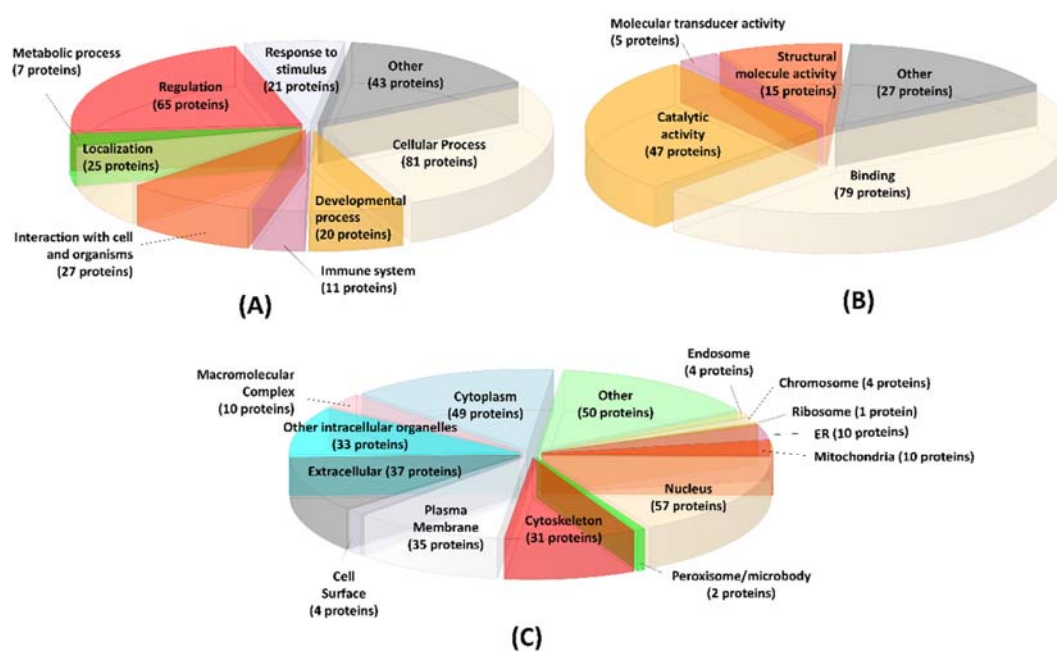 Metabolic process
(7 proteins)
Regulation
(65 proteins)
Response to
stimulus
(21 proteins)
Other
(43 proteins)
Cellular Process
(81 proteins)
Localization
(25 proteins)
Developmental
process
(20 proteins)
Interaction with cell
and organisms
(27 proteins)
Immune system
(11 proteins)
(A)
Molecular transducer activity
(5 proteins)
Structural
molecule activity
(15 proteins)
Other
(27 proteins)
Catalytic
activity
(47 proteins)
Binding
(79 proteins)
(B)
Macromolecular
Complex
(10 proteins)
Cytoplasm
(49 proteins)
Other
(50 proteins)
Endosome
(4 proteins)
Chromosome (4 proteins)
Ribosome (1 protein)
ER (10 proteins)
Mitochondria (10 proteins)
Other intracellular organelles
(33 proteins)
Extracellular (37 proteins)
Nucleus
(57 proteins)
Plasma
Membrane
(35 proteins)
Cytoskeleton
(31 proteins)
Cell
Surface
(4 proteins)
Peroxisome/microbody
(2 proteins)
(C)